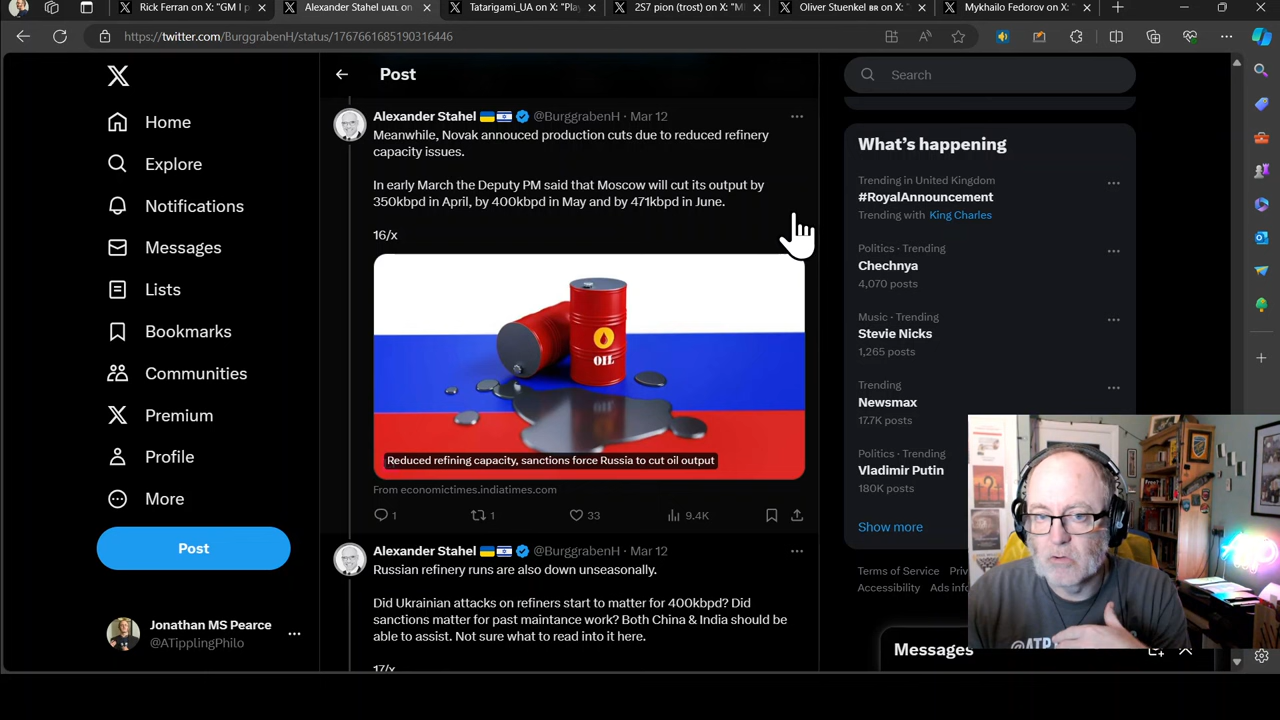 Rick Ferran on X: "GM I p
Alexander Stahel UAIL on
Tatarigami_UA on X: "Play
2S7 pion (trost) on X: "M
Oliver Stuenkel BR on X: "
Mykhailo Fedorov on X: "
https://twitter.com/BurggrabenH/status/1767661685190316446
Post
Search
Home
Explore
Notifications
Messages
Lists
Bookmarks
Communities
Premium
Profile
More
Post
Jonathan MS Pearce
@ATipplingPhilo
Alexander Stahel @BurggrabenH · Mar 12
Meanwhile, Novak annouced production cuts due to reduced refinery
capacity issues.
In early March the Deputy PM said that Moscow will cut its output by
350kbpd in April, by 400kbpd in May and by 471kbpd in June.
16/x
OIL
Reduced refining capacity, sanctions force Russia to cut oil output
From economictimes.indiatimes.com
1
1
33
9.4K
Alexander Stahel @BurggrabenH · Mar 12
Russian refinery runs are also down unseasonally.
Did Ukrainian attacks on refiners start to matter for 400kbpd? Did
sanctions matter for past maintance work? Both China & India should be
able to assist. Not sure what to read into it here.
17/x
What's happening
Trending in United Kingdom
#RoyalAnnouncement
Trending with King Charles
Politics · Trending
Chechnya
4,070 posts
Music · Trending
Stevie Nicks
1,265 posts
Trending
Newsmax
17.7K posts
Politics · Trending
Vladimir Putin
180K posts
Show more
Terms of Service
Accessibility
Messages